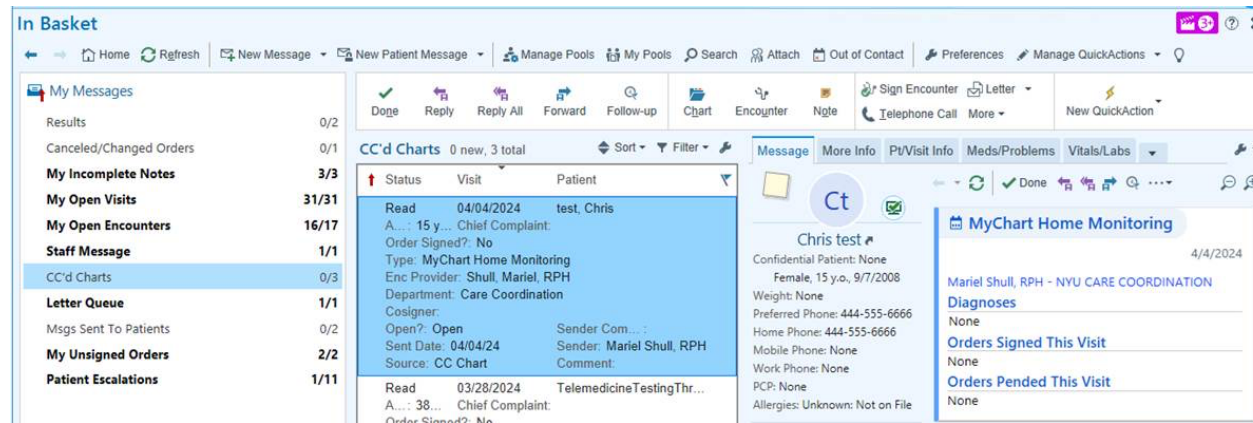 In Basket
3+
Home Refresh New Message New Patient Message Manage Pools My Pools Search Attach Out of Contact Preferences Manage QuickActions
My Messages
Results 0/2
Canceled/Changed Orders 0/1
My Incomplete Notes 3/3
My Open Visits 31/31
My Open Encounters 16/17
Staff Message 1/1
CC'd Charts 0/3
Letter Queue 1/1
Msgs Sent To Patients 0/2
My Unsigned Orders 2/2
Patient Escalations 1/11
Done Reply Reply All Forward Follow-up Chart Encounter Note
Sign Encounter Letter
Telephone Call More
New QuickAction
CC'd Charts 0 new, 3 total Sort Filter
Status Visit Patient
Read 04/04/2024 test, Chris
A...: 15 y... Chief Complaint:
Order Signed?: No
Type: MyChart Home Monitoring
Enc Provider: Shull, Mariel, RPH
Department: Care Coordination
Cosigner:
Open?: Open Sender Com... :
Sent Date: 04/04/24 Sender: Mariel Shull, RPH
Source: CC Chart Comment:
Read 03/28/2024 TelemedicineTestingThr...
A...: 38... Chief Complaint:
Order Signed?: No
Message More Info Pt/Visit Info Meds/Problems Vitals/Labs
Done
Ct
Chris test
Confidential Patient: None
Female, 15 y.o., 9/7/2008
Weight: None
Preferred Phone: 444-555-6666
Home Phone: 444-555-6666
Mobile Phone: None
Work Phone: None
PCP: None
Allergies: Unknown: Not on File
MyChart Home Monitoring
4/4/2024
Mariel Shull, RPH - NYU CARE COORDINATION
Diagnoses
None
Orders Signed This Visit
None
Orders Pended This Visit
None